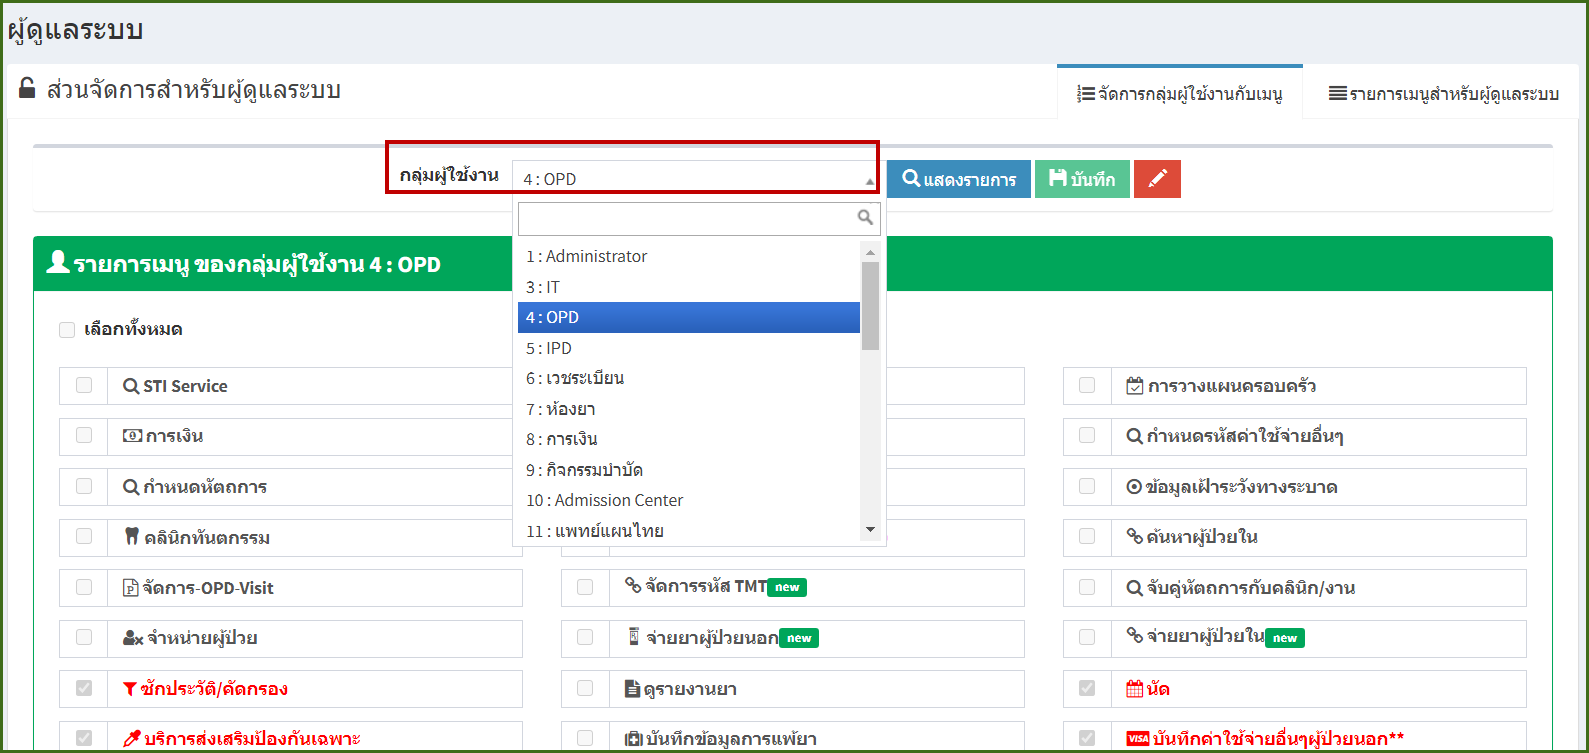 ผู้ดูแลระบบ
ส่วนจัดการสำหรับผู้ดูแลระบบ
จัดการกลุ่มผู้ใช้งานกับเมนู
รายการเมนูสำหรับผู้ดูแลระบบ
กลุ่มผู้ใช้งาน 4 : OPD
แสดงรายการ บันทึก
1 : Administrator
3 : IT
4 : OPD
5 : IPD
6 : เวชระเบียน
7 : ห้องยา
8 : การเงิน
9 : กิจกรรมบำบัด
10 : Admission Center
11 : แพทย์แผนไทย
รายการเมนู ของกลุ่มผู้ใช้งาน 4 : OPD
เลือกทั้งหมด
STI Service
การวางแผนครอบครัว
การเงิน
กำหนดรหัสค่าใช้จ่ายอื่นๆ
กำหนดหัตถการ
ข้อมูลเฝ้าระวังทางระบาด
คลินิกทันตกรรม
ค้นหาผู้ป่วยใน
จัดการ-OPD-Visit
จัดการรหัส TMT new
จับคู่หัตถการกับคลินิก/งาน
จำหน่ายผู้ป่วย
จ่ายยาผู้ป่วยนอก new
จ่ายยาผู้ป่วยใน new
ซักประวัติ/คัดกรอง
ดูรายงานยา
นัด
บริการส่งเสริมป้องกันเฉพาะ
บันทึกข้อมูลการแพ้ยา
VISA บันทึกค่าใช้จ่ายอื่นๆผู้ป่วยนอก**